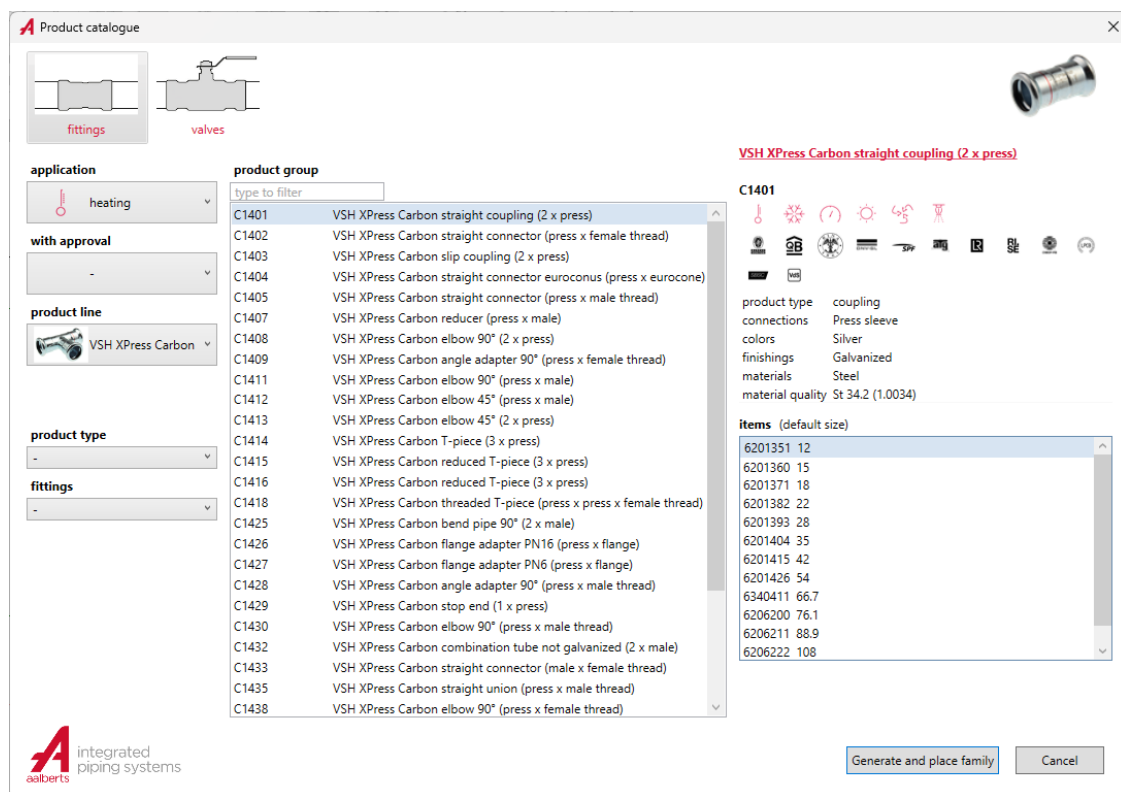 Product catalogue
fittings
valves
application
heating
with approval
-
product line
VSH XPress Carbon
product type
-
fittings
-
product group
type to filter
C1401 VSH XPress Carbon straight coupling (2 x press)
C1402 VSH XPress Carbon straight connector (press x female thread)
C1403 VSH XPress Carbon slip coupling (2 x press)
C1404 VSH XPress Carbon straight connector euroconus (press x eurocone)
C1405 VSH XPress Carbon straight connector (press x male thread)
C1407 VSH XPress Carbon reducer (press x male)
C1408 VSH XPress Carbon elbow 90° (2 x press)
C1409 VSH XPress Carbon angle adapter 90° (press x female thread)
C1411 VSH XPress Carbon elbow 90° (press x male)
C1412 VSH XPress Carbon elbow 45° (press x male)
C1413 VSH XPress Carbon elbow 45° (2 x press)
C1414 VSH XPress Carbon T-piece (3 x press)
C1415 VSH XPress Carbon reduced T-piece (3 x press)
C1416 VSH XPress Carbon reduced T-piece (3 x press)
C1418 VSH XPress Carbon threaded T-piece (press x press x female thread)
C1425 VSH XPress Carbon bend pipe 90° (2 x male)
C1426 VSH XPress Carbon flange adapter PN16 (press x flange)
C1427 VSH XPress Carbon flange adapter PN6 (press x flange)
C1428 VSH XPress Carbon angle adapter 90° (press x male thread)
C1429 VSH XPress Carbon stop end (1 x press)
C1430 VSH XPress Carbon elbow 90° (press x male thread)
C1432 VSH XPress Carbon combination tube not galvanized (2 x male)
C1433 VSH XPress Carbon straight connector (male x female thread)
C1435 VSH XPress Carbon straight union (press x male thread)
C1438 VSH XPress Carbon elbow 90° (press x female thread)
VSH XPress Carbon straight coupling (2 x press)
C1401
QB
SPF
atg
RI
SE
LPCB
VdS
product type coupling
connections Press sleeve
colors Silver
finishings Galvanized
materials Steel
material quality St 34.2 (1.0034)
items (default size)
6201351 12
6201360 15
6201371 18
6201382 22
6201393 28
6201404 35
6201415 42
6201426 54
6340411 66.7
6206200 76.1
6206211 88.9
6206222 108
aalberts
integrated
piping systems
Generate and place family
Cancel